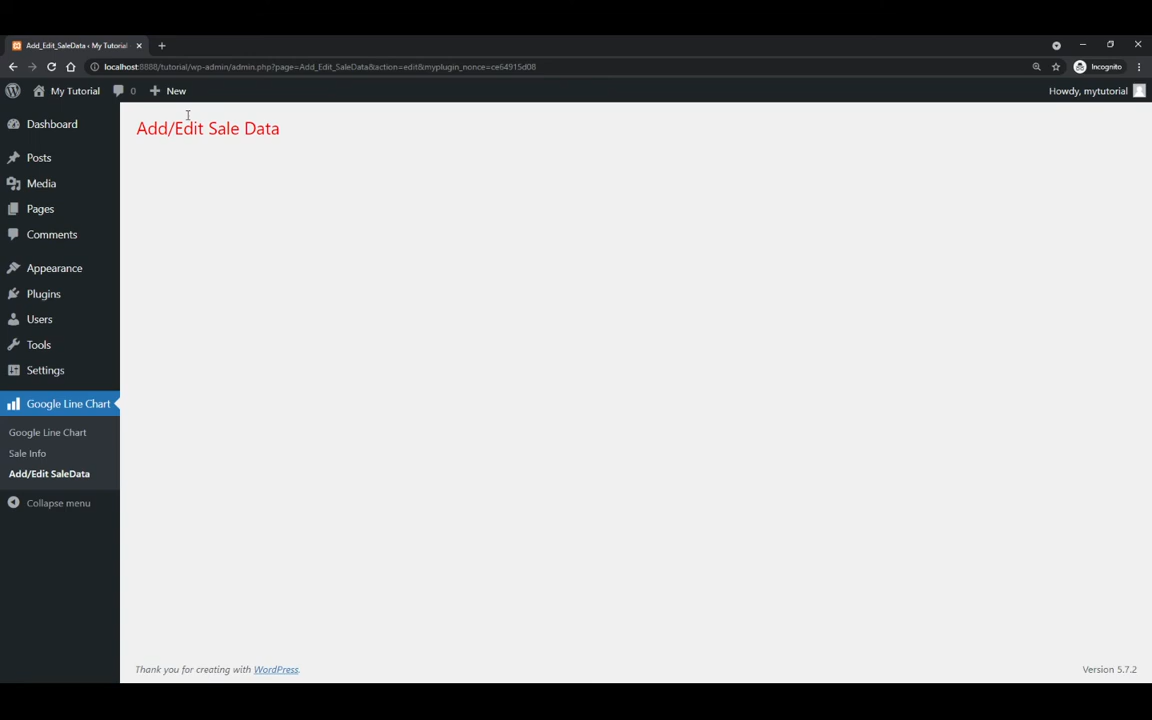 Add_Edit_SaleData ‹ My Tutorial
localhost:8888/tutorial/wp-admin/admin.php?page=Add_Edit_SaleData&action=edit&myplugin_nonce=ce64915d08
Incognito
My Tutorial
0
New
Howdy, mytutorial
Dashboard
Posts
Media
Pages
Comments
Appearance
Plugins
Users
Tools
Settings
Google Line Chart
Google Line Chart
Sale Info
Add/Edit SaleData
Collapse menu
Add/Edit Sale Data
Thank you for creating with WordPress.
Version 5.7.2